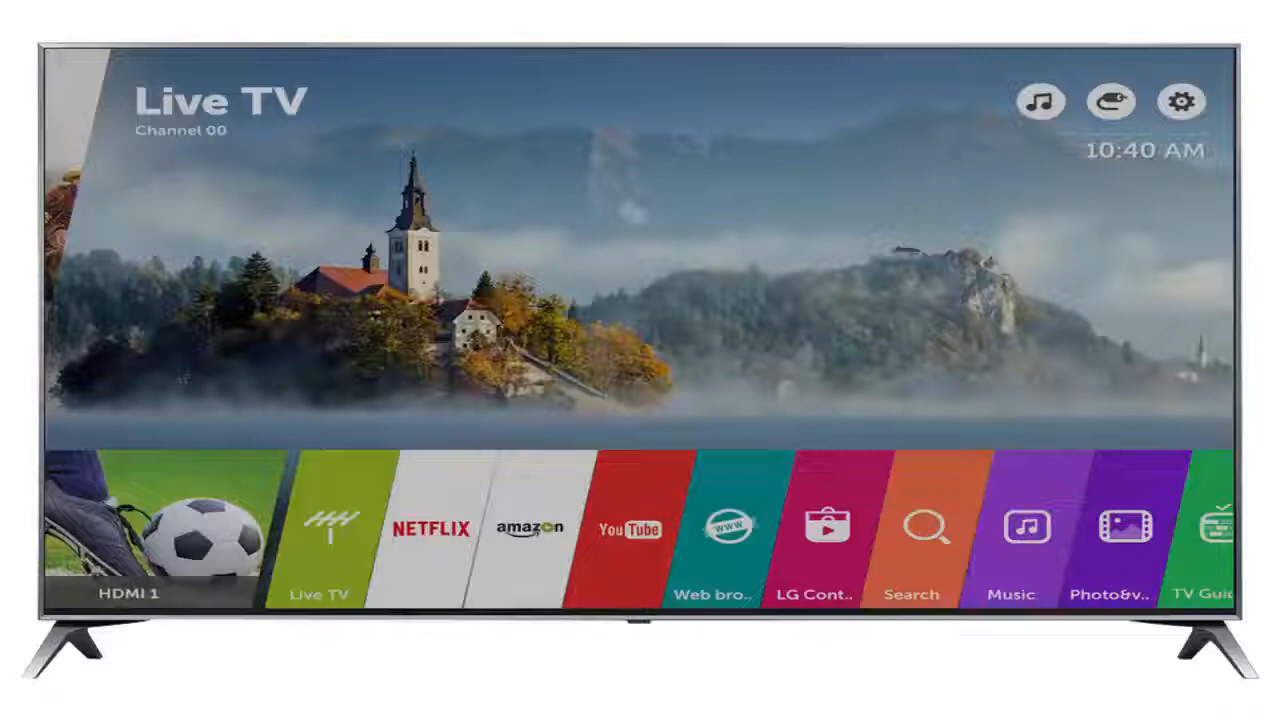 Live TV
Channel 00
10:40 AM
HDMI 1
Live TV
NETFLIX
amazon
YouTube
www
Web bro..
LG Cont..
Search
Music
Photo&v..
TV Guid